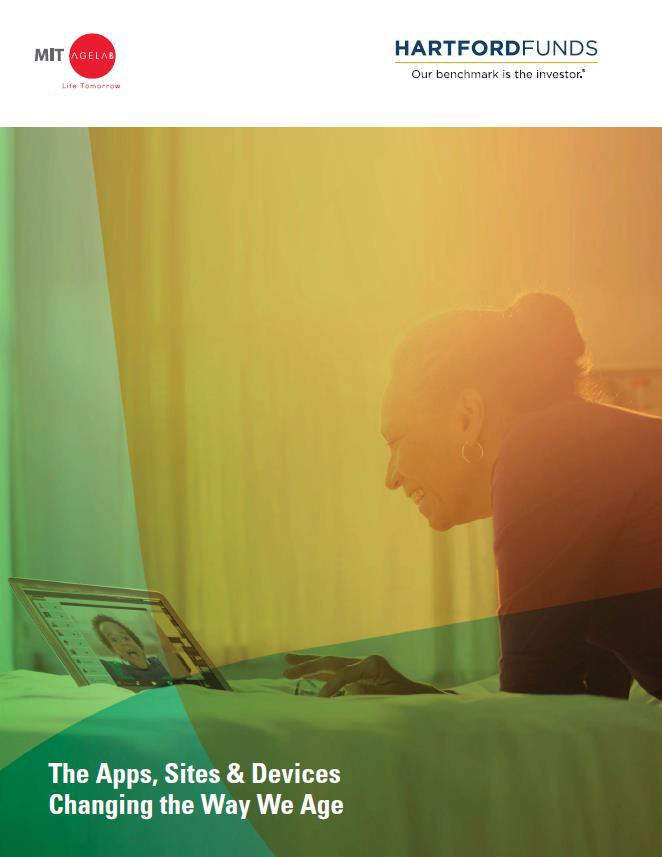 MIT AGELAB
Life Tomorrow
HARTFORDFUNDS
Our benchmark is the investor.®
The Apps, Sites & Devices
Changing the Way We Age